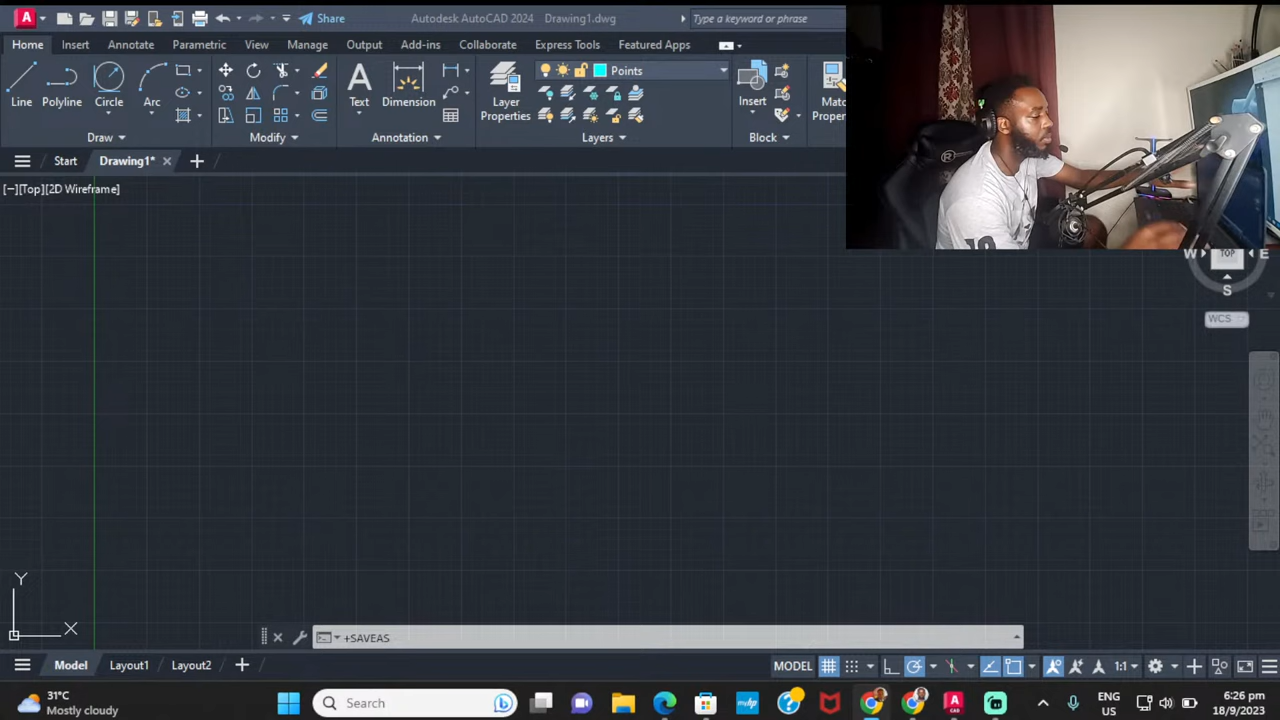 Share Autodesk AutoCAD 2024 Drawing1.dwg Type a keyword or phrase
Home Insert Annotate Parametric View Manage Output Add-ins Collaborate Express Tools Featured Apps
Points
Line Polyline Circle Arc Text Dimension Layer Properties Insert
Draw Modify Annotation Layers Block
Start Drawing1*
[−][Top][2D Wireframe]
W TOP E
S
WCS
Y
X
+SAVEAS
Model Layout1 Layout2 MODEL 1:1
31°C
Mostly cloudy
Search
ENG
US
6:26 pm
18/9/2023